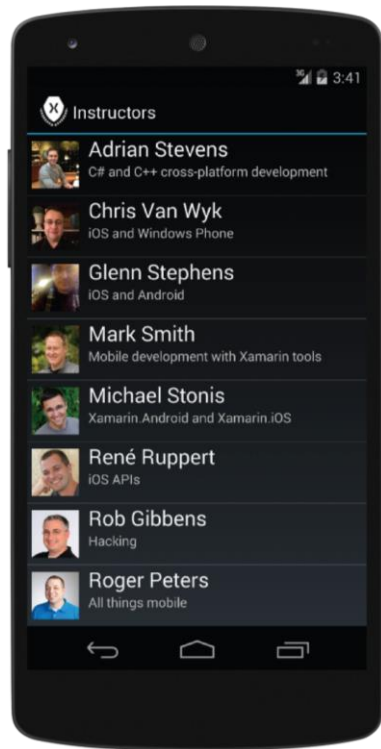 3G 3:41
X Instructors
Adrian Stevens
C# and C++ cross-platform development
Chris Van Wyk
iOS and Windows Phone
Glenn Stephens
iOS and Android
Mark Smith
Mobile development with Xamarin tools
Michael Stonis
Xamarin.Android and Xamarin.iOS
René Ruppert
iOS APIs
Rob Gibbens
Hacking
Roger Peters
All things mobile